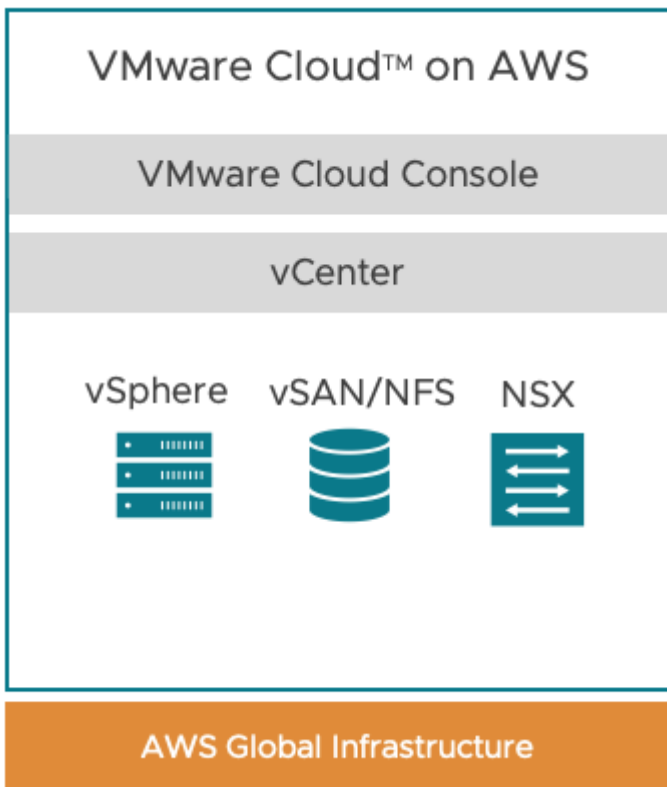 VMware Cloud™ on AWS
VMware Cloud Console
vCenter
vSphere vSAN/NFS NSX
AWS Global Infrastructure